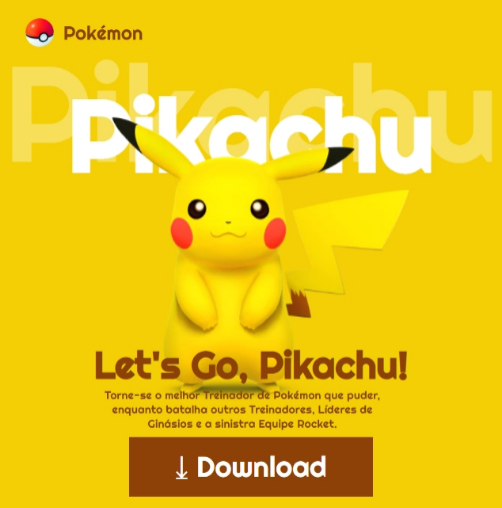 Pokémon
Pikachu
Pikachu
Let's Go, Pikachu!
Torne-se o melhor Treinador de Pokémon que puder,
enquanto batalha outros Treinadores, Líderes de
Ginásios e a sinistra Equipe Rocket.
Download